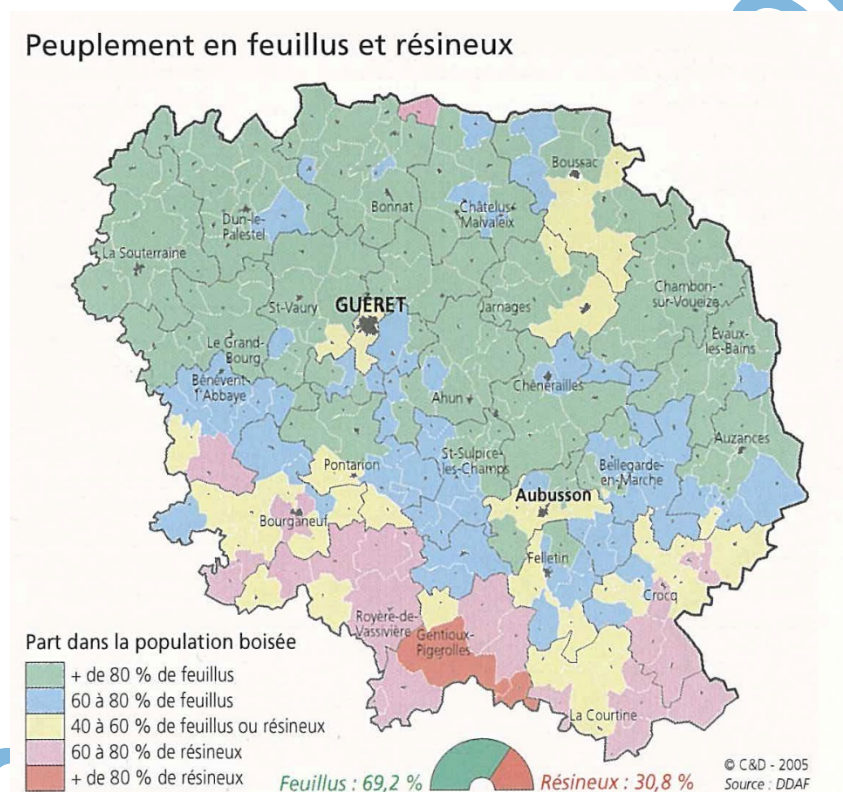 Peuplement en feuillus et résineux
Boussac
Dun-le-
Palestel
Bonnat
Châtelus-
Malvaleix
La Souterraine
Chambon-
sur-Voueize
St-Vaury
GUÉRET
Jarnages
Évaux-
les-Bains
Le Grand-
Bourg
Bénévent-
l'Abbaye
Ahun
Chénérailles
Auzances
Pontarion
St-Sulpice-
les-Champs
Bellegarde-
en-Marche
Aubusson
Bourganeuf
Felletin
Crocq
Royère-de-
Vassivière
Gentioux-
Pigerolles
La Courtine
Part dans la population boisée
+ de 80 % de feuillus
60 à 80 % de feuillus
40 à 60 % de feuillus ou résineux
60 à 80 % de résineux
+ de 80 % de résineux
Feuillus : 69,2 %
Résineux : 30,8 %
© C&D - 2005
Source : DDAF